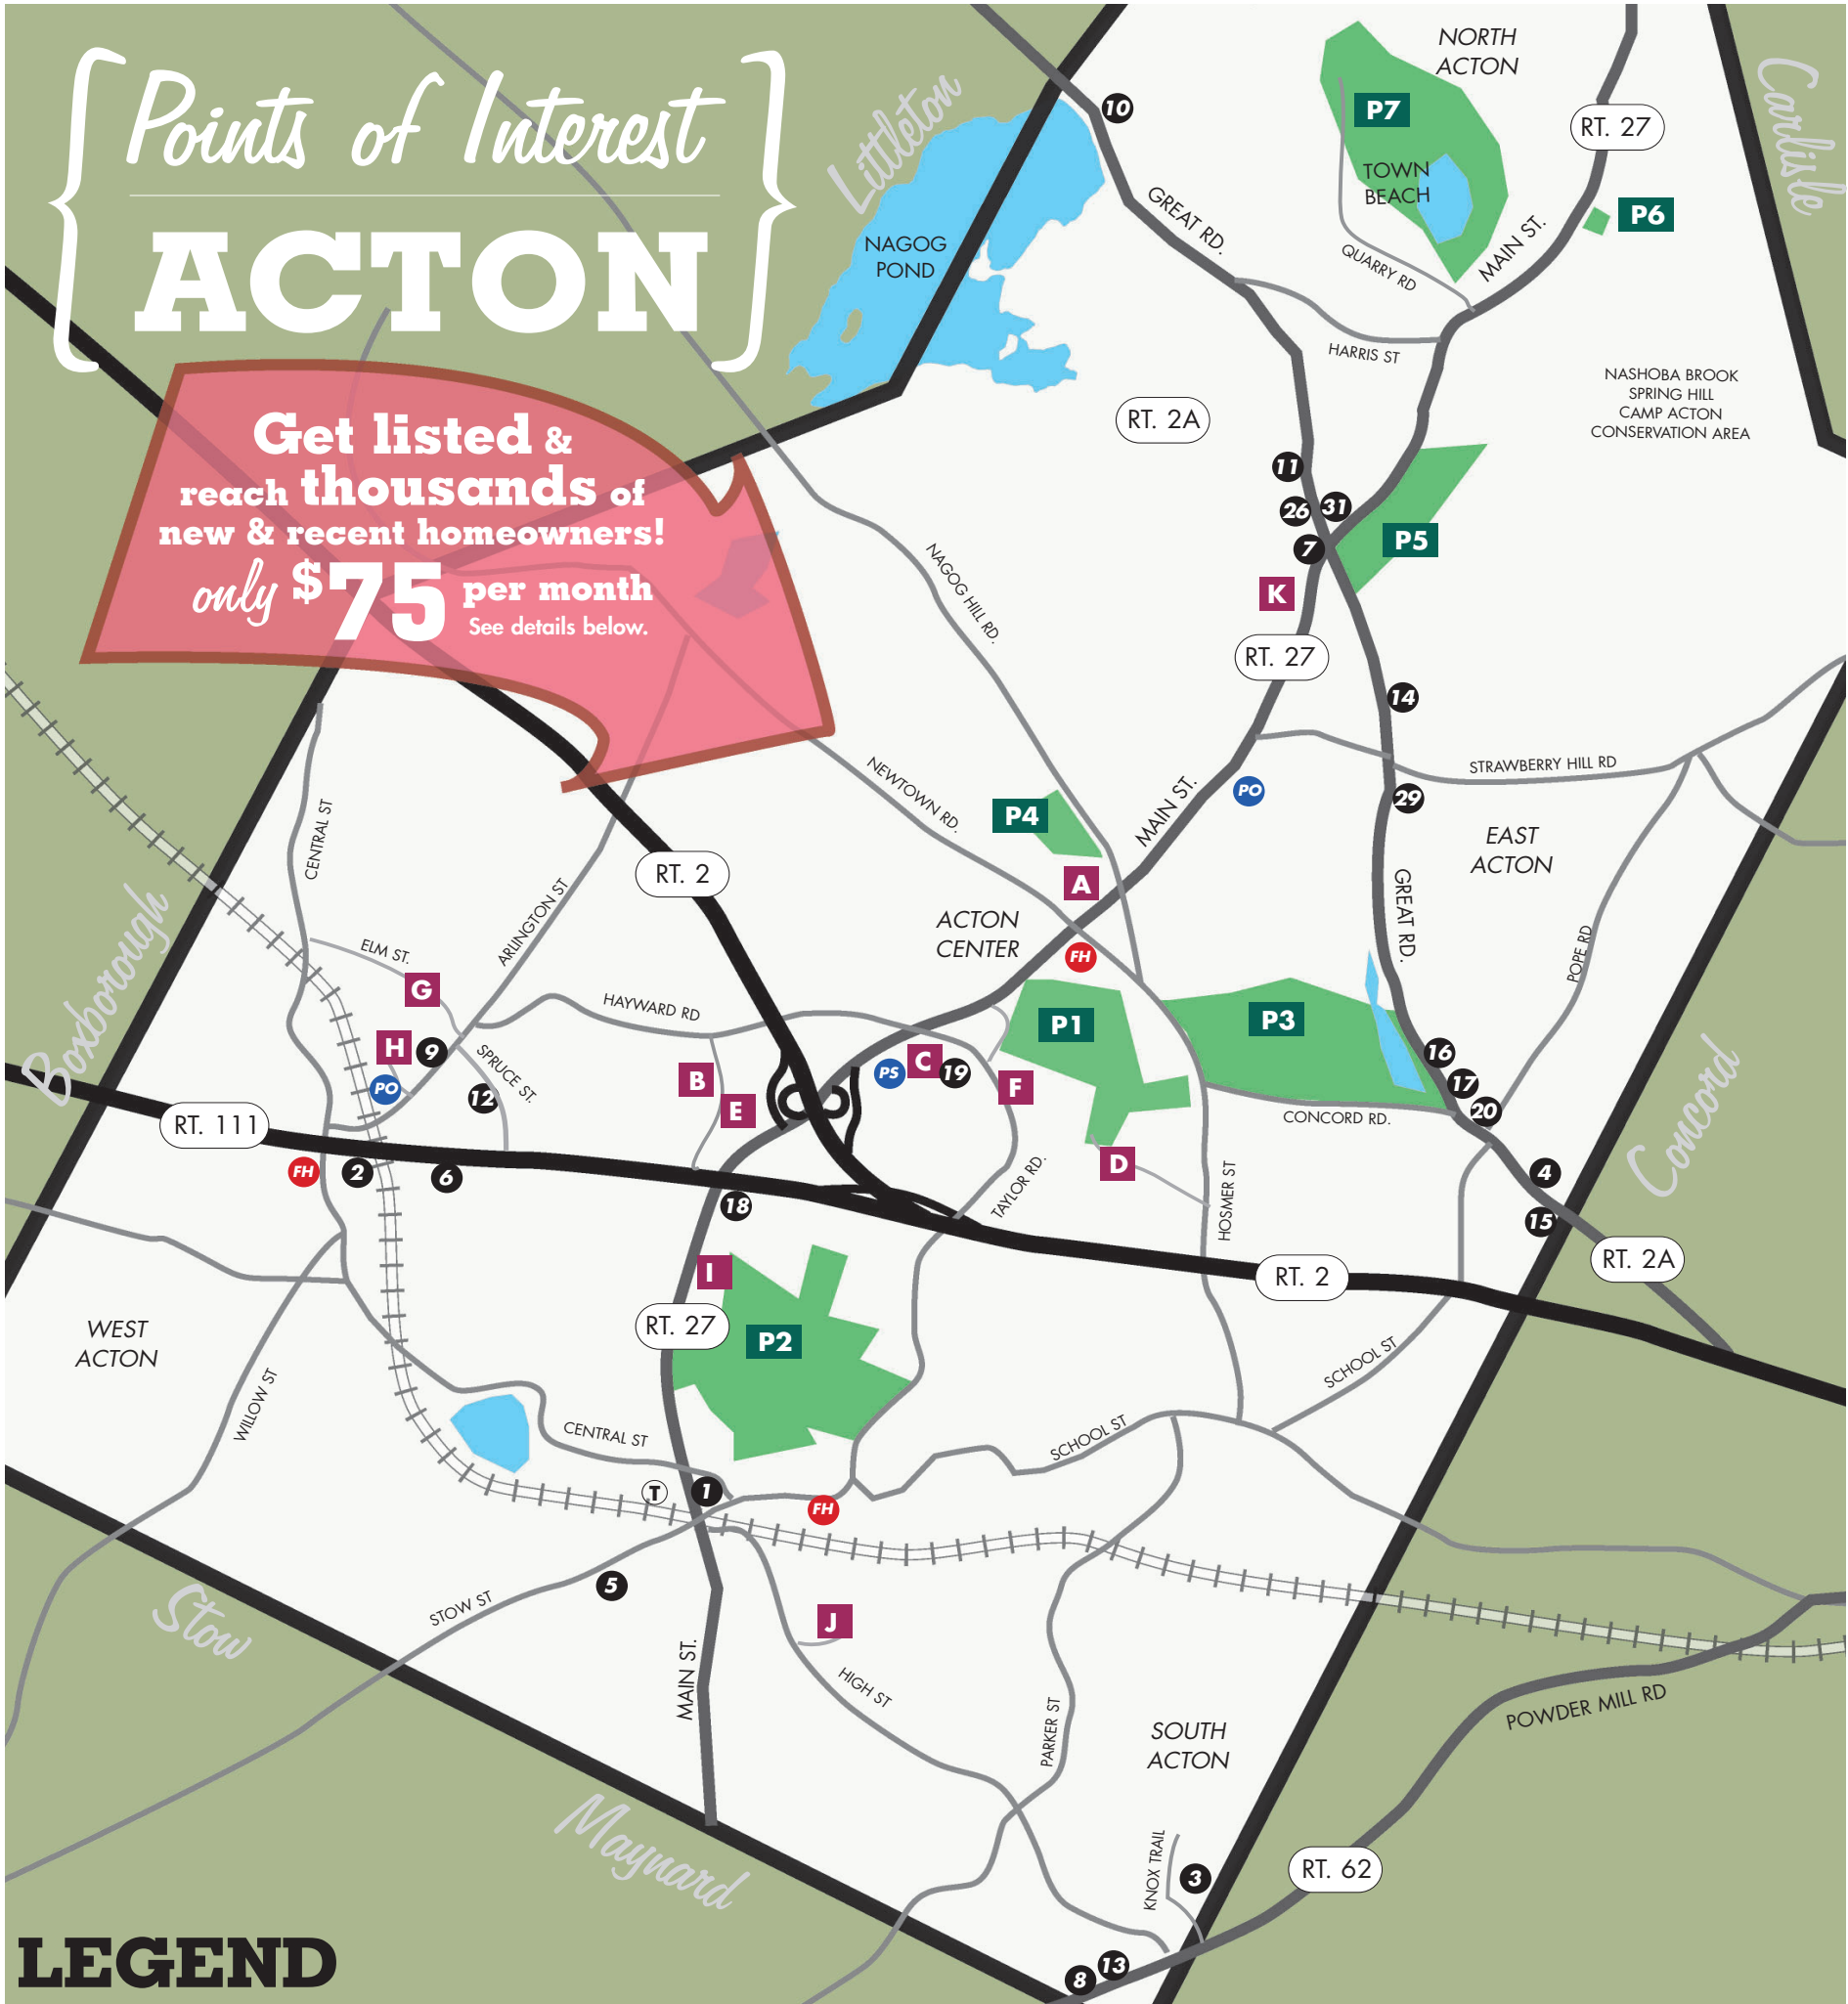 Points of Interest
ACTON
Get listed &
reach thousands of
new & recent homeowners!
only $75 per month
See details below.
Littleton
Carlisle
Boxborough
Concord
Stow
Maynard
NORTH
ACTON
P7
TOWN
BEACH
RT. 27
P6
10
GREAT RD.
NAGOG
POND
QUARRY RD
MAIN ST.
HARRIS ST
NASHOBA BROOK
SPRING HILL
CAMP ACTON
CONSERVATION AREA
RT. 2A
11
26
31
7
P5
K
RT. 27
NAGOG HILL RD.
14
STRAWBERRY HILL RD
PO
29
MAIN ST.
NEWTOWN RD.
P4
A
EAST
ACTON
CENTRAL ST
RT. 2
ARLINGTON ST
ACTON
CENTER
FH
GREAT RD.
POPE RD
ELM ST.
G
HAYWARD RD
P1
P3
H
9
SPRUCE ST.
PO
12
B
E
PS
C
19
F
16
17
20
CONCORD RD.
RT. 111
FH
2
6
18
D
TAYLOR RD.
HOSMER ST
4
15
RT. 2A
RT. 2
I
RT. 27
P2
WEST
ACTON
WILLOW ST
SCHOOL ST
CENTRAL ST
SCHOOL ST
T
1
FH
5
STOW ST
J
MAIN ST.
HIGH ST
PARKER ST
SOUTH
ACTON
POWDER MILL RD
KNOX TRAIL
3
RT. 62
8
13
LEGEND